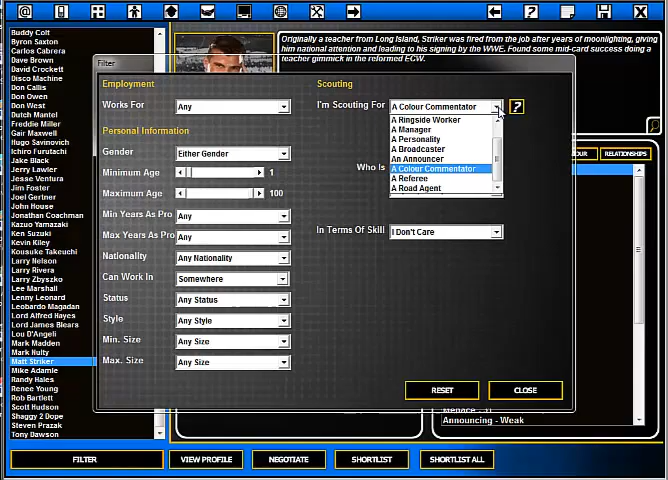 Buddy Colt
Byron Saxton
Carlos Cabrera
Dave Brown
David Crockett
Disco Machine
Don Callis
Don Owen
Don West
Dutch Mantel
Freddie Miller
Gair Maxwell
Hugo Savinovich
Ichiro Furutachi
Jake Black
Jerry Lawler
Jesse Ventura
Jim Foster
Joel Gertner
John House
Jonathan Coachman
Kazuo Yamazaki
Ken Suzuki
Kevin Kiley
Kousuke Takeuchi
Larry Nelson
Larry Rivera
Larry Zbyszko
Lee Marshall
Lenny Leonard
Leobardo Magadan
Lord Alfred Hayes
Lord James Blears
Lou D'Angeli
Mark Madden
Mark Nulty
Matt Striker
Mike Adamle
Randy Hales
Renee Young
Rob Bartlett
Scott Hudson
Shaggy 2 Dope
Steven Prazak
Tony Dawson
FILTER
Originally a teacher from Long Island, Striker was fired from the job after years of moonlighting, giving
him national attention and leading to his signing by the WWE. Found some mid-card success doing a
teacher gimmick in the reformed ECW.
Filter
Employment
Works For
Any
Personal Information
Gender
Either Gender
Minimum Age
1
Maximum Age
100
Min Years As Pro
Any
Max Years As Pro
Any
Nationality
Any Nationality
Can Work In
Somewhere
Status
Any Status
Style
Any Style
Min. Size
Any Size
Max. Size
Any Size
Scouting
I'm Scouting For
A Colour Commentator
?
A Ringside Worker
A Manager
A Personality
A Broadcaster
An Announcer
A Colour Commentator
A Referee
A Road Agent
Who Is
In Terms Of Skill
I Don't Care
RESET
CLOSE
OUR
RELATIONSHIPS
Announcing - Weak
VIEW PROFILE
NEGOTIATE
SHORTLIST
SHORTLIST ALL